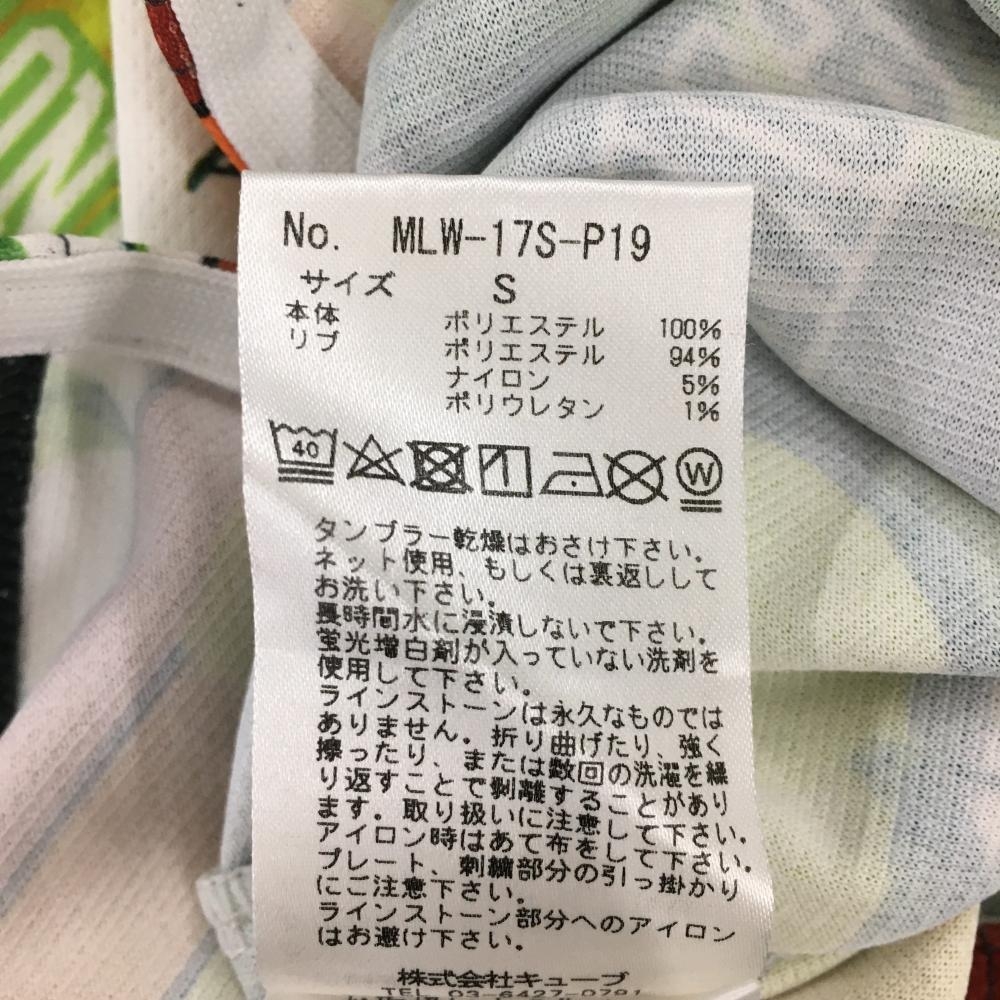 No. MLW-17S-P19
サイズ S
本体 ポリエステル 100%
リブ ポリエステル 94%
ナイロン 5%
ポリウレタン 1%
40 W
タンブラー乾燥はおさけ下さい。
ネット使用、もしくは裏返しして
お洗い下さい。
長時間水に浸漬しないで下さい。
蛍光増白剤が入っていない洗剤を
使用して下さい。
ラインストーンは永久なものでは
ありません。折り曲げたり、強く
擦ったり、または数回の洗濯を繰
り返すことで剥離することがあり
ます。取り扱いに注意して下さい。
アイロン時はあて布をして下さい。
プレート、刺繍部分の引っ掛かり
にご注意下さい。
ラインストーン部分へのアイロン
はお避け下さい。
株式会社キューブ
TEL 03-6427-0791